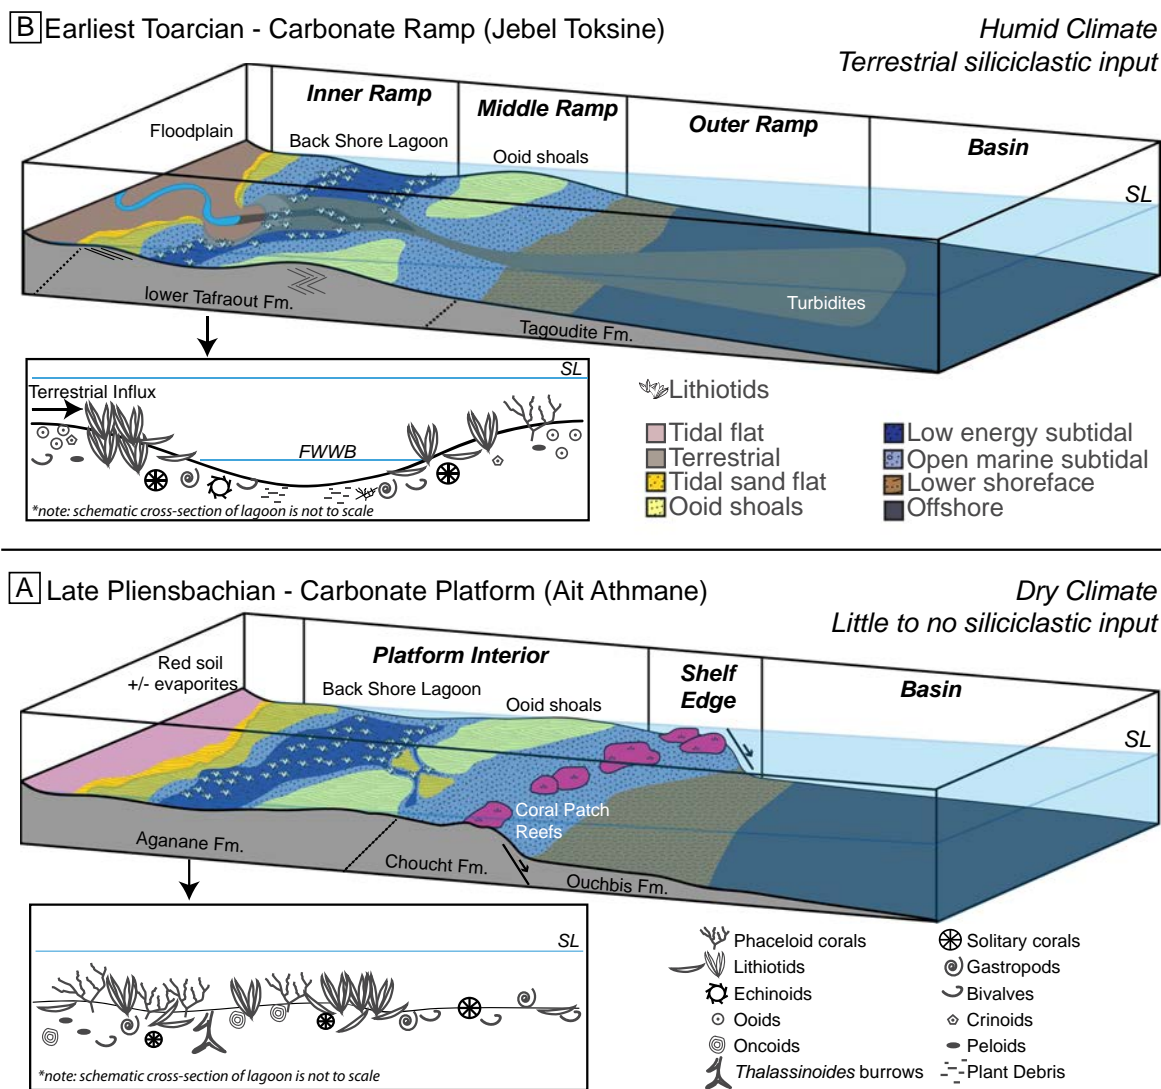 B Earliest Toarcian - Carbonate Ramp (Jebel Toksine)
Humid Climate
Terrestrial siliciclastic input
Inner Ramp
Middle Ramp
Outer Ramp
Basin
Floodplain
Back Shore Lagoon
Ooid shoals
SL
Turbidites
lower Tafraout Fm.
Tagoudite Fm.
SL
Terrestrial Influx
FWWB
*note: schematic cross-section of lagoon is not to scale
Lithiotids
Tidal flat
Terrestrial
Tidal sand flat
Ooid shoals
Low energy subtidal
Open marine subtidal
Lower shoreface
Offshore
A Late Pliensbachian - Carbonate Platform (Ait Athmane)
Dry Climate
Little to no siliciclastic input
Platform Interior
Shelf
Edge
Basin
Red soil
+/- evaporites
Back Shore Lagoon
Ooid shoals
SL
Coral Patch
Reefs
Aganane Fm.
Choucht Fm.
Ouchbis Fm.
SL
*note: schematic cross-section of lagoon is not to scale
Phaceloid corals
Lithiotids
Echinoids
Ooids
Oncoids
Thalassinoides burrows
Solitary corals
Gastropods
Bivalves
Crinoids
Peloids
Plant Debris